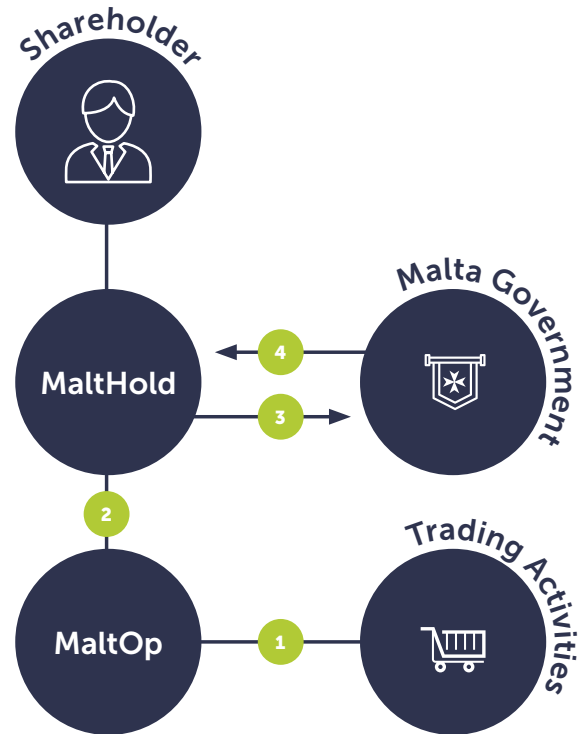 Shareholder
Malta Government
MaltHold
4
3
2
Trading Activities
MaltOp
1